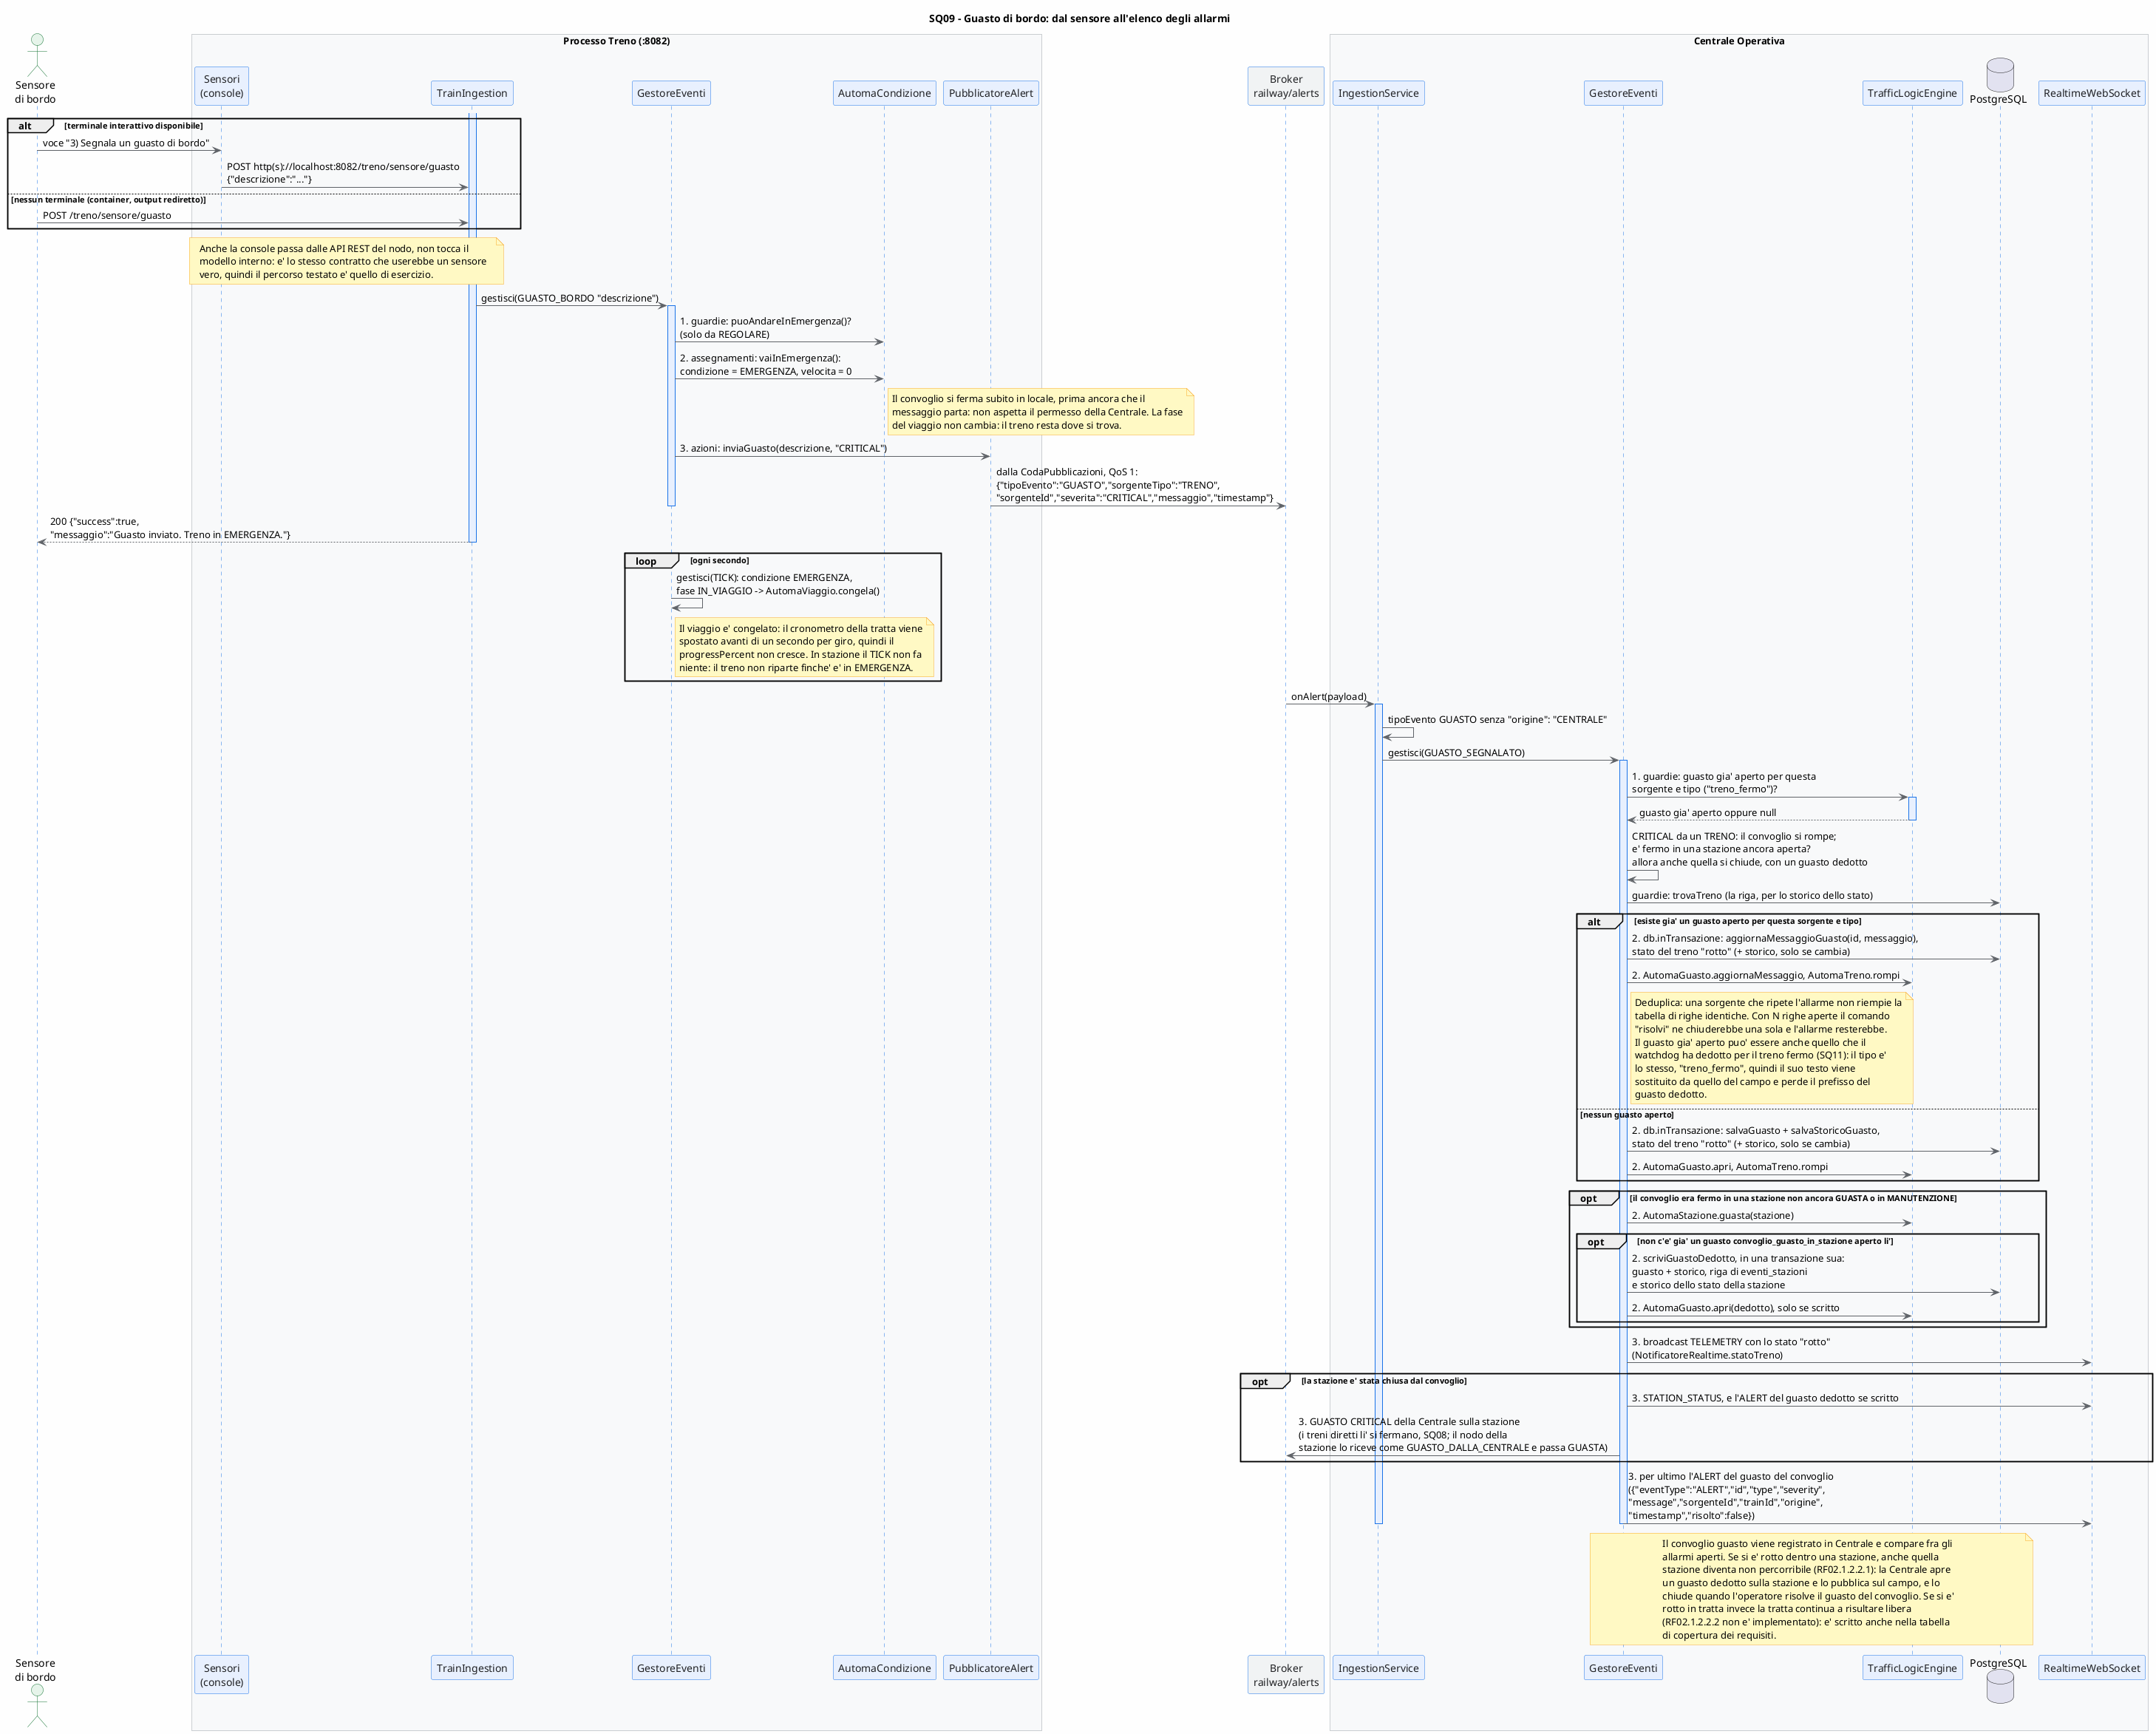 SQ09 - Guasto di bordo: dal sensore all'elenco degli allarmi
Processo Treno (:8082)
Centrale Operativa
Sensore
di bordo
Sensori
(console)
TrainIngestion
GestoreEventi
AutomaCondizione
PubblicatoreAlert
Broker
railway/alerts
IngestionService
GestoreEventi
TrafficLogicEngine
PostgreSQL
RealtimeWebSocket
alt [terminale interattivo disponibile]
voce "3) Segnala un guasto di bordo"
POST http(s)://localhost:8082/treno/sensore/guasto
{"descrizione":"..."}
[nessun terminale (container, output rediretto)]
POST /treno/sensore/guasto
Anche la console passa dalle API REST del nodo, non tocca il
modello interno: e' lo stesso contratto che userebbe un sensore
vero, quindi il percorso testato e' quello di esercizio.
gestisci(GUASTO_BORDO "descrizione")
1. guardie: puoAndareInEmergenza()?
(solo da REGOLARE)
2. assegnamenti: vaiInEmergenza():
condizione = EMERGENZA, velocita = 0
Il convoglio si ferma subito in locale, prima ancora che il
messaggio parta: non aspetta il permesso della Centrale. La fase
del viaggio non cambia: il treno resta dove si trova.
3. azioni: inviaGuasto(descrizione, "CRITICAL")
dalla CodaPubblicazioni, QoS 1:
{"tipoEvento":"GUASTO","sorgenteTipo":"TRENO",
"sorgenteId","severita":"CRITICAL","messaggio","timestamp"}
200 {"success":true,
"messaggio":"Guasto inviato. Treno in EMERGENZA."}
loop [ogni secondo]
gestisci(TICK): condizione EMERGENZA,
fase IN_VIAGGIO -> AutomaViaggio.congela()
Il viaggio e' congelato: il cronometro della tratta viene
spostato avanti di un secondo per giro, quindi il
progressPercent non cresce. In stazione il TICK non fa
niente: il treno non riparte finche' e' in EMERGENZA.
onAlert(payload)
tipoEvento GUASTO senza "origine": "CENTRALE"
gestisci(GUASTO_SEGNALATO)
1. guardie: guasto gia' aperto per questa
sorgente e tipo ("treno_fermo")?
guasto gia' aperto oppure null
CRITICAL da un TRENO: il convoglio si rompe;
e' fermo in una stazione ancora aperta?
allora anche quella si chiude, con un guasto dedotto
guardie: trovaTreno (la riga, per lo storico dello stato)
alt [esiste gia' un guasto aperto per questa sorgente e tipo]
2. db.inTransazione: aggiornaMessaggioGuasto(id, messaggio),
stato del treno "rotto" (+ storico, solo se cambia)
2. AutomaGuasto.aggiornaMessaggio, AutomaTreno.rompi
Deduplica: una sorgente che ripete l'allarme non riempie la
tabella di righe identiche. Con N righe aperte il comando
"risolvi" ne chiuderebbe una sola e l'allarme resterebbe.
Il guasto gia' aperto puo' essere anche quello che il
watchdog ha dedotto per il treno fermo (SQ11): il tipo e'
lo stesso, "treno_fermo", quindi il suo testo viene
sostituito da quello del campo e perde il prefisso del
guasto dedotto.
[nessun guasto aperto]
2. db.inTransazione: salvaGuasto + salvaStoricoGuasto,
stato del treno "rotto" (+ storico, solo se cambia)
2. AutomaGuasto.apri, AutomaTreno.rompi
opt [il convoglio era fermo in una stazione non ancora GUASTA o in MANUTENZIONE]
2. AutomaStazione.guasta(stazione)
opt [non c'e' gia' un guasto convoglio_guasto_in_stazione aperto li']
2. scriviGuastoDedotto, in una transazione sua:
guasto + storico, riga di eventi_stazioni
e storico dello stato della stazione
2. AutomaGuasto.apri(dedotto), solo se scritto
3. broadcast TELEMETRY con lo stato "rotto"
(NotificatoreRealtime.statoTreno)
opt [la stazione e' stata chiusa dal convoglio]
3. STATION_STATUS, e l'ALERT del guasto dedotto se scritto
3. GUASTO CRITICAL della Centrale sulla stazione
(i treni diretti li' si fermano, SQ08; il nodo della
stazione lo riceve come GUASTO_DALLA_CENTRALE e passa GUASTA)
3. per ultimo l'ALERT del guasto del convoglio
({"eventType":"ALERT","id","type","severity",
"message","sorgenteId","trainId","origine",
"timestamp","risolto":false})
Il convoglio guasto viene registrato in Centrale e compare fra gli
allarmi aperti. Se si e' rotto dentro una stazione, anche quella
stazione diventa non percorribile (RF02.1.2.2.1): la Centrale apre
un guasto dedotto sulla stazione e lo pubblica sul campo, e lo
chiude quando l'operatore risolve il guasto del convoglio. Se si e'
rotto in tratta invece la tratta continua a risultare libera
(RF02.1.2.2.2 non e' implementato): e' scritto anche nella tabella
di copertura dei requisiti.
Sensore
di bordo
Sensori
(console)
TrainIngestion
GestoreEventi
AutomaCondizione
PubblicatoreAlert
Broker
railway/alerts
IngestionService
GestoreEventi
TrafficLogicEngine
PostgreSQL
RealtimeWebSocket